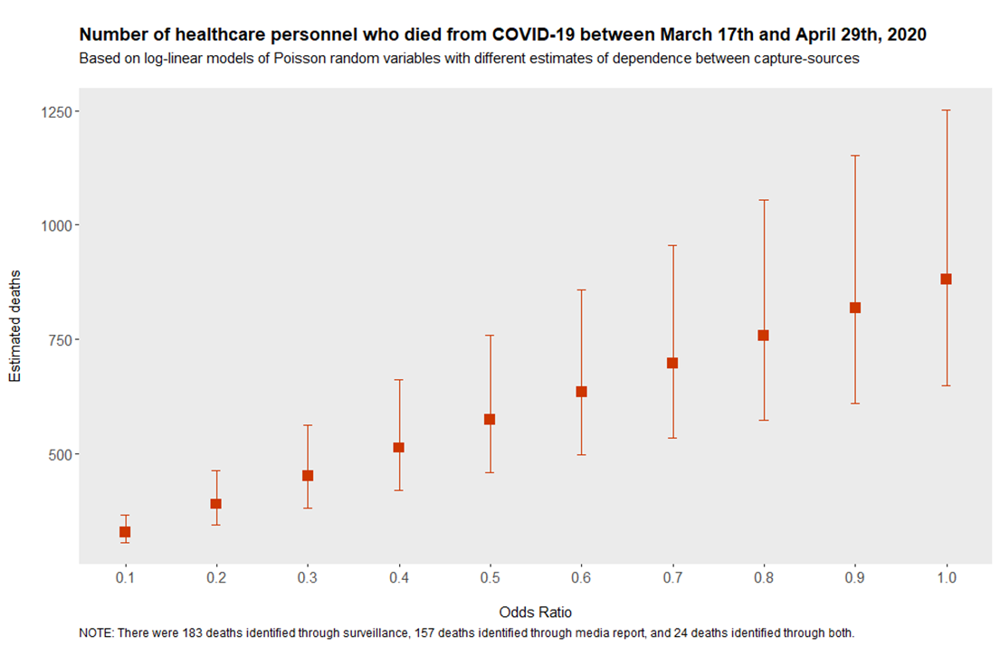 Number of healthcare personnel who died from COVID-19 between March 17th and April 29th, 2020
Based on log-linear models of Poisson random variables with different estimates of dependence between capture-sources
1250
1000
750
500
Estimated deaths
0.1 0.2 0.3 0.4 0.5 0.6 0.7 0.8 0.9 1.0
Odds Ratio
NOTE: There were 183 deaths identified through surveillance, 157 deaths identified through media report, and 24 deaths identified through both.